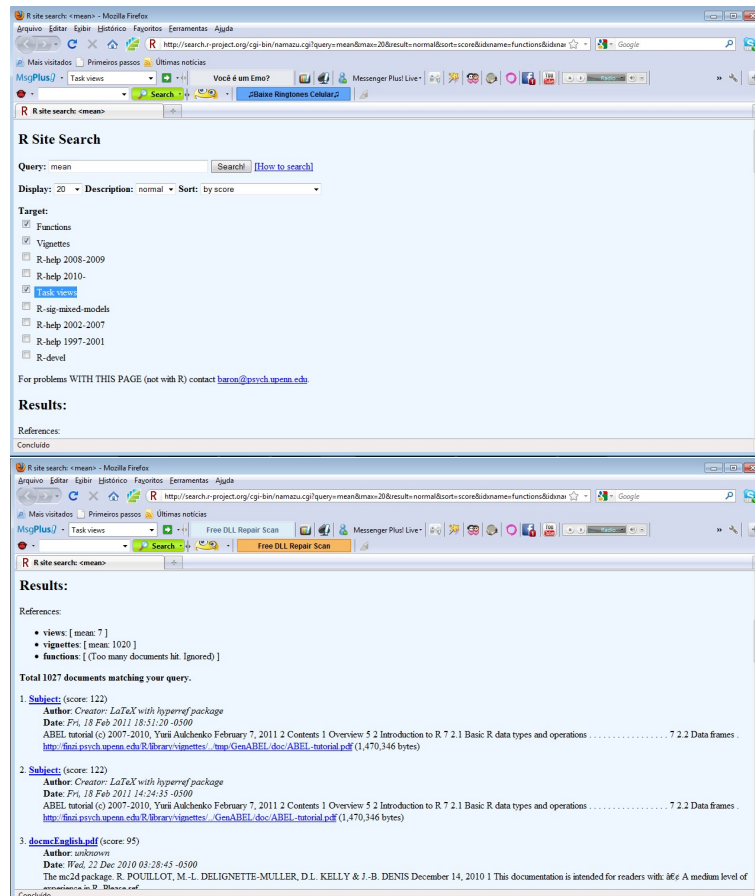 R site search: <mean> - Mozilla Firefox
Arquivo Editar Exibir Histórico Favoritos Ferramentas Ajuda
R http://search.r-project.org/cgi-bin/namazu.cgi?query=mean&max=20&result=normal&sort=score&idxname=functions&idxnar Google
Mais visitados Primeiros passos Últimas notícias
MsgPlus! Task views Você é um Emo? Messenger Plus! Live You Tube Radio
Search ♫Baixe Ringtones Celular♫
R R site search: <mean>
R Site Search
Query: mean Search! [How to search]
Display: 20 Description: normal Sort: by score
Target:
Functions
Vignettes
R-help 2008-2009
R-help 2010-
Task views
R-sig-mixed-models
R-help 2002-2007
R-help 1997-2001
R-devel
For problems WITH THIS PAGE (not with R) contact baron@psych.upenn.edu.
Results:
References:
Concluído
R site search: <mean> - Mozilla Firefox
Arquivo Editar Exibir Histórico Favoritos Ferramentas Ajuda
R http://search.r-project.org/cgi-bin/namazu.cgi?query=mean&max=20&result=normal&sort=score&idxname=functions&idxnar Google
Mais visitados Primeiros passos Últimas notícias
MsgPlus! Task views Free DLL Repair Scan Messenger Plus! Live You Tube Radio
Search Free DLL Repair Scan
R R site search: <mean>
Results:
References:
• views: [ mean: 7 ]
• vignettes: [ mean: 1020 ]
• functions: [ (Too many documents hit. Ignored) ]
Total 1027 documents matching your query.
1. Subject: (score: 122)
Author: Creator: LaTeX with hyperref package
Date: Fri, 18 Feb 2011 18:51:20 -0500
ABEL tutorial (c) 2007-2010, Yurii Aulchenko February 7, 2011 2 Contents 1 Overview 5 2 Introduction to R 7 2.1 Basic R data types and operations . . . . . . . . . . . . . . . . . 7 2.2 Data frames .
http://finzi.psych.upenn.edu/R/library/vignettes/../tmp/GenABEL/doc/ABEL-tutorial.pdf (1,470,346 bytes)
2. Subject: (score: 122)
Author: Creator: LaTeX with hyperref package
Date: Fri, 18 Feb 2011 14:24:35 -0500
ABEL tutorial (c) 2007-2010, Yurii Aulchenko February 7, 2011 2 Contents 1 Overview 5 2 Introduction to R 7 2.1 Basic R data types and operations . . . . . . . . . . . . . . . . . 7 2.2 Data frames .
http://finzi.psych.upenn.edu/R/library/vignettes/../GenABEL/doc/ABEL-tutorial.pdf (1,470,346 bytes)
3. docmcEnglish.pdf (score: 95)
Author: unknown
Date: Wed, 22 Dec 2010 03:28:45 -0500
The mc2d package. R. POUILLOT, M.-L. DELIGNETTE-MULLER, D.L. KELLY & J.-B. DENIS December 14, 2010 1 This documentation is intended for readers with: â€¢ A medium level of
experience in R. Please ref
Concluído